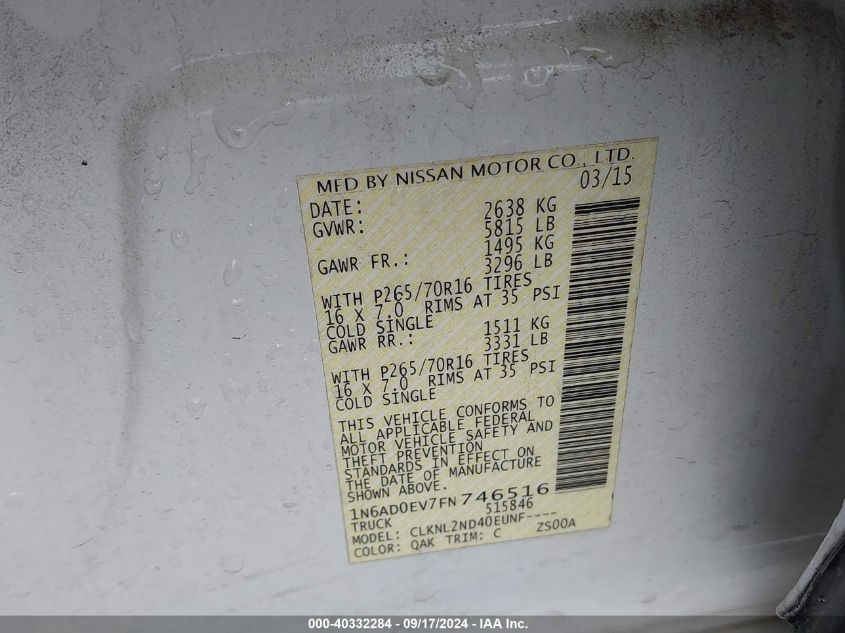 MFD BY NISSAN MOTOR CO., LTD.
DATE: 03/15
GVWR: 2638 KG
5815 LB
GAWR FR.: 1495 KG
3296 LB
WITH P265/70R16 TIRES
16 X 7.0 RIMS AT 35 PSI
COLD SINGLE
GAWR RR.: 1511 KG
3331 LB
WITH P265/70R16 TIRES
16 X 7.0 RIMS AT 35 PSI
COLD SINGLE
THIS VEHICLE CONFORMS TO
ALL APPLICABLE FEDERAL
MOTOR VEHICLE SAFETY AND
THEFT PREVENTION
STANDARDS IN EFFECT ON
THE DATE OF MANUFACTURE
SHOWN ABOVE.
1N6AD0EV7FN746516
TRUCK 515846
MODEL: CLKNL2ND40EUNF----
COLOR: QAK TRIM: C ZS00A
000-40332284 - 09/17/2024 - IAA Inc.